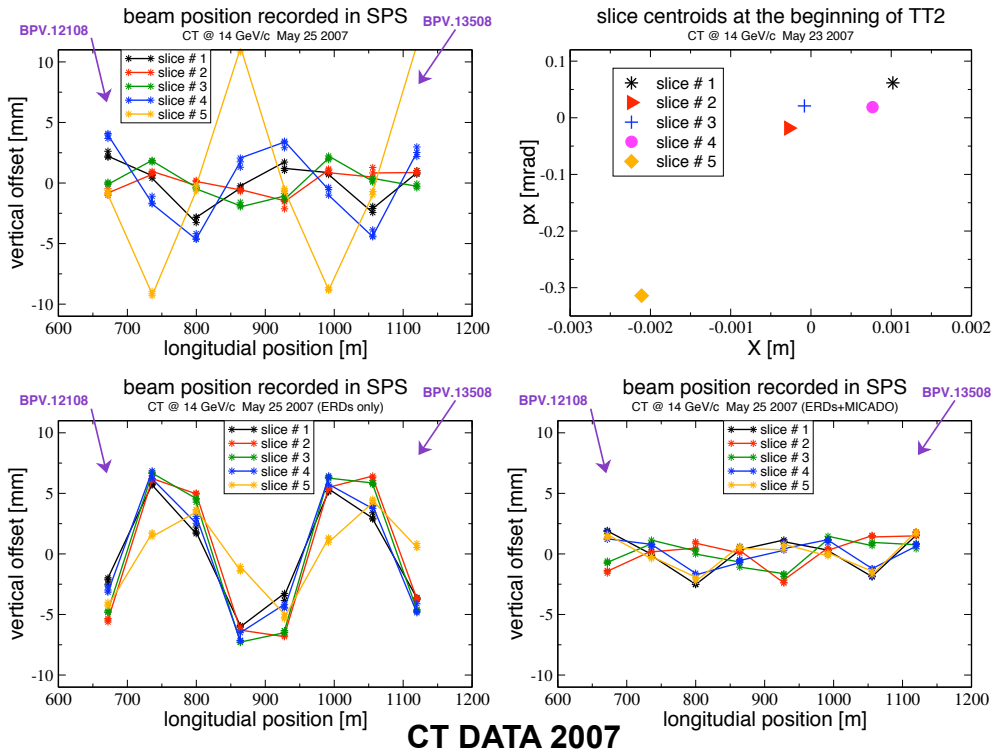 beam position recorded in SPS
CT @ 14 GeV/c May 25 2007
BPV.12108
BPV.13508
slice # 1
slice # 2
slice # 3
slice # 4
slice # 5
vertical offset [mm]
10
5
0
-5
-10
600 700 800 900 1000 1100 1200
longitudial position [m]
slice centroids at the beginning of TT2
CT @ 14 GeV/c May 23 2007
slice # 1
slice # 2
slice # 3
slice # 4
slice # 5
px [mrad]
0.1
0
-0.1
-0.2
-0.3
-0.003 -0.002 -0.001 0 0.001 0.002
X [m]
beam position recorded in SPS
CT @ 14 GeV/c May 25 2007 (ERDs only)
BPV.12108
BPV.13508
slice # 1
slice # 2
slice # 3
slice # 4
slice # 5
vertical offset [mm]
10
5
0
-5
-10
600 700 800 900 1000 1100 1200
longitudial position [m]
beam position recorded in SPS
CT @ 14 GeV/c May 25 2007 (ERDs+MICADO)
BPV.12108
BPV.13508
slice # 1
slice # 2
slice # 3
slice # 4
slice # 5
vertical offset [mm]
10
5
0
-5
-10
600 700 800 900 1000 1100 1200
longitudial position [m]
CT DATA 2007